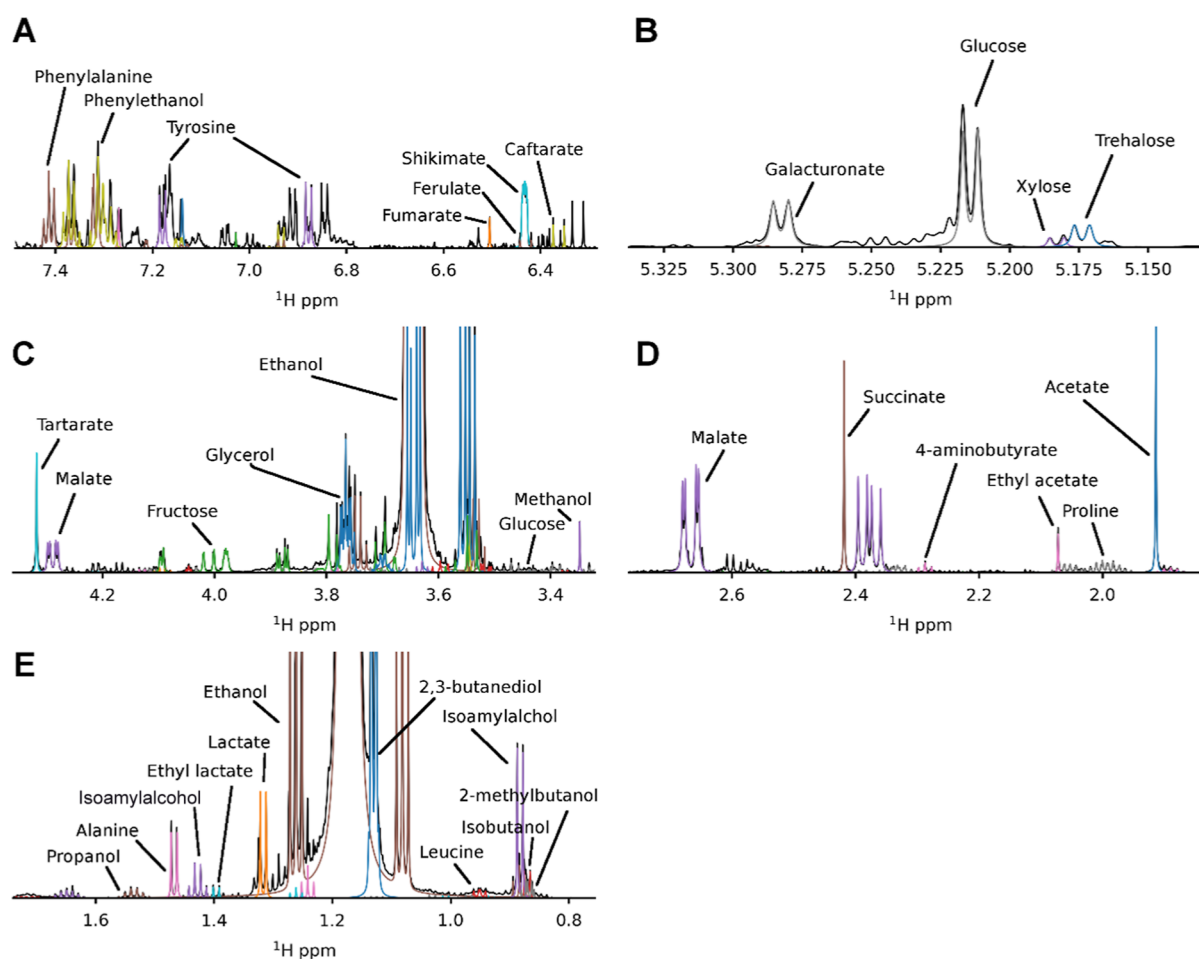 A
Phenylalanine
Phenylethanol
Tyrosine
Shikimate
Caftarate
Ferulate
Fumarate
7.4 7.2 7.0 6.8 6.6 6.4
¹H ppm
B
Glucose
Galacturonate
Trehalose
Xylose
5.325 5.300 5.275 5.250 5.225 5.200 5.175 5.150
¹H ppm
C
Ethanol
Tartarate
Malate
Glycerol
Fructose
Methanol
Glucose
4.2 4.0 3.8 3.6 3.4
¹H ppm
D
Acetate
Succinate
Malate
4-aminobutyrate
Ethyl acetate
Proline
2.6 2.4 2.2 2.0
¹H ppm
E
Ethanol
2,3-butanediol
Isoamylalchol
Lactate
Ethyl lactate
Isoamylalcohol
2-methylbutanol
Alanine
Isobutanol
Propanol
Leucine
1.6 1.4 1.2 1.0 0.8
¹H ppm